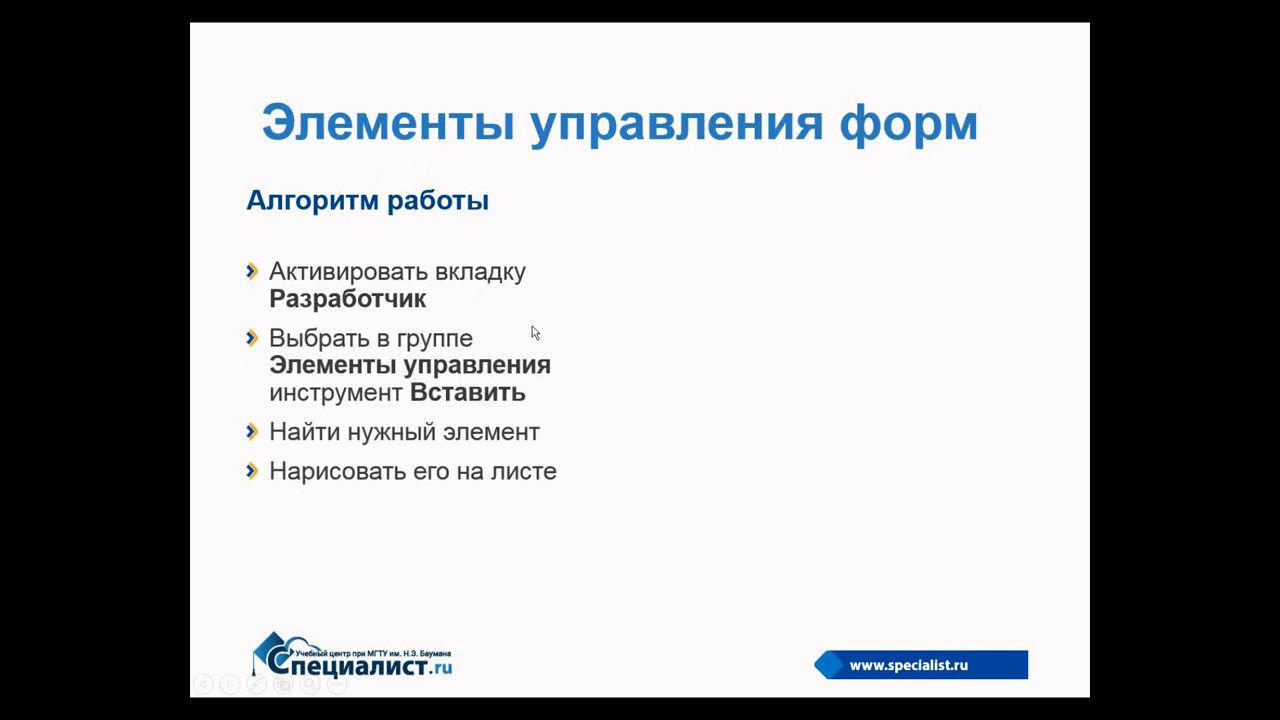 Элементы управления форм
Алгоритм работы
Активировать вкладку
Разработчик
Выбрать в группе
Элементы управления
инструмент Вставить
Найти нужный элемент
Нарисовать его на листе
Учебный центр при МГТУ им. Н.Э. Баумана
Специалист.ru
www.specialist.ru